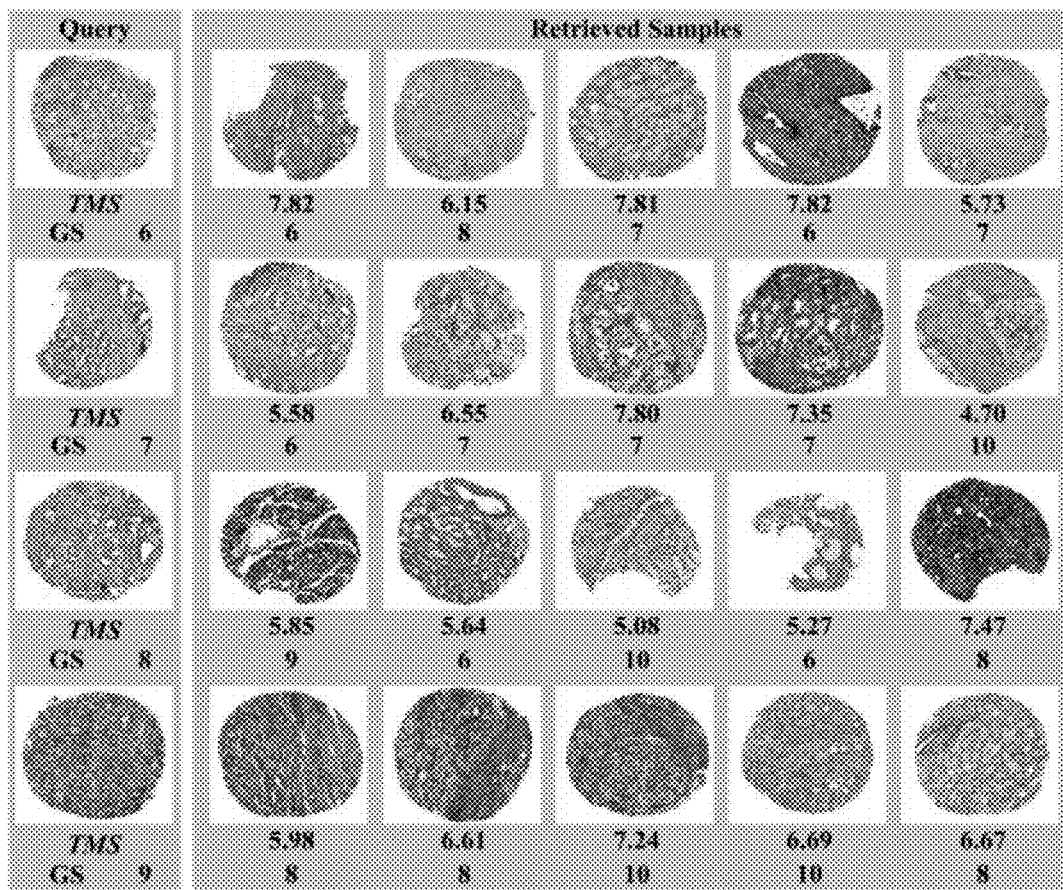 Query Retrieved Samples
TMS 7.82 6.15 7.81 7.82 5.73
GS 6 6 8 7 6 7
TMS 5.58 6.55 7.80 7.35 4.70
GS 7 6 7 7 7 10
TMS 5.85 5.64 5.08 5.27 7.47
GS 8 9 6 10 6 8
TMS 5.98 6.61 7.24 6.69 6.67
GS 9 8 8 10 10 8